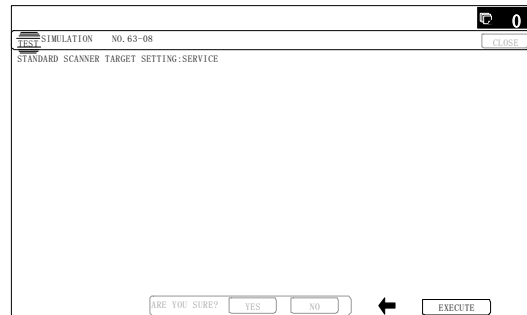 0
TEST SIMULATION NO.63-08
CLOSE
STANDARD SCANNER TARGET SETTING:SERVICE
ARE YOU SURE? YES NO EXECUTE